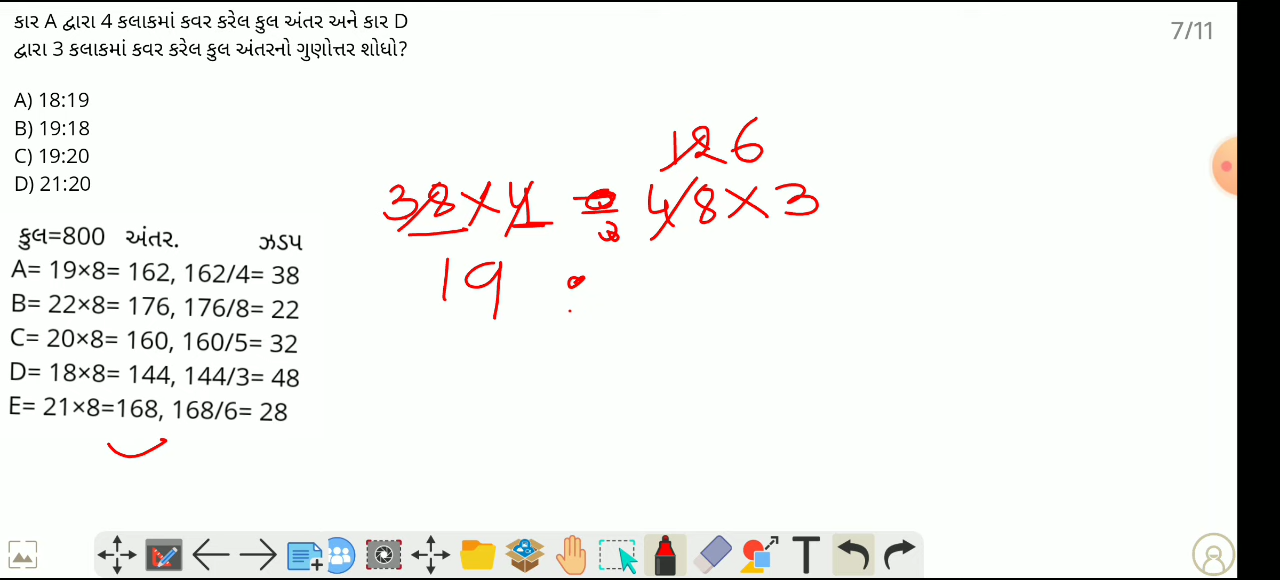 કાર A દ્વારા 4 કલાકમાં કવર કરેલ કુલ અંતર અને કાર D
દ્વારા 3 કલાકમાં કવર કરેલ કુલ અંતરનો ગુણોત્તર શોધો?
7/11
A) 18:19
B) 19:18
C) 19:20
D) 21:20
કુલ=800 અંતર. ઝડપ
A= 19×8= 162, 162/4= 38
B= 22×8= 176, 176/8= 22
C= 20×8= 160, 160/5= 32
D= 18×8= 144, 144/3= 48
E= 21×8=168, 168/6= 28
12 6
38×4 48×3
19 :